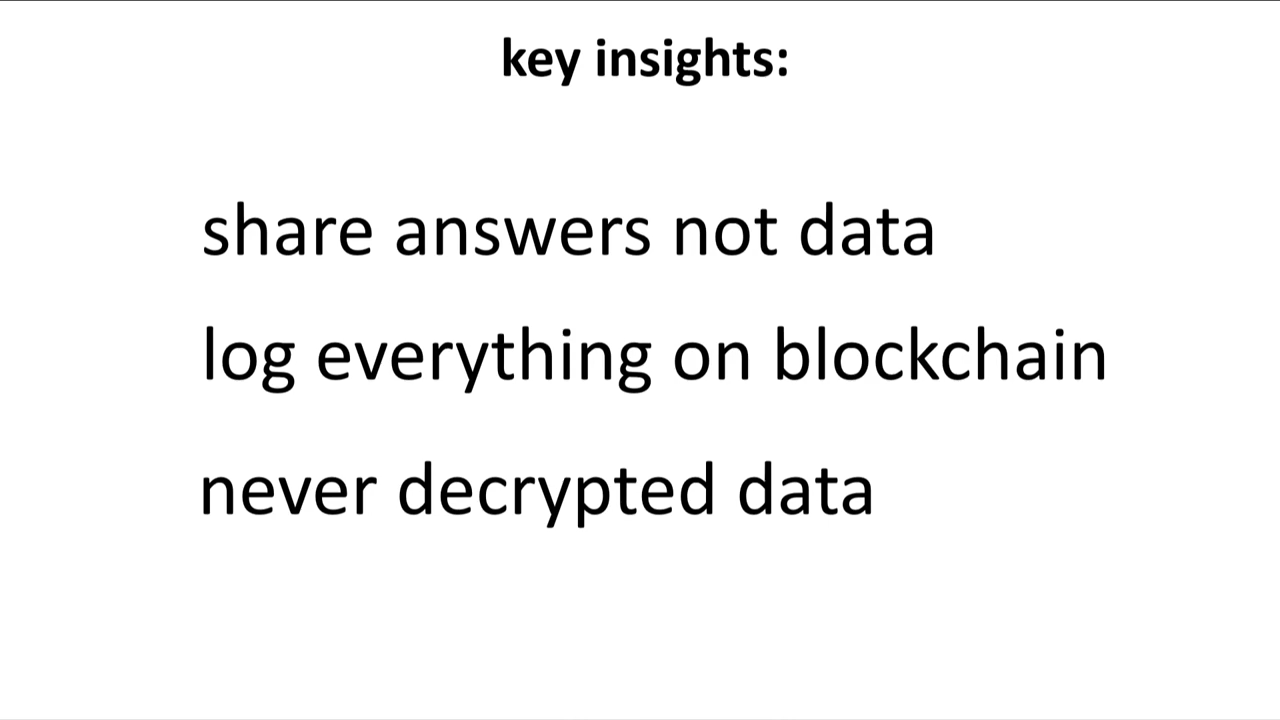 key insights:
share answers not data
log everything on blockchain
never decrypted data